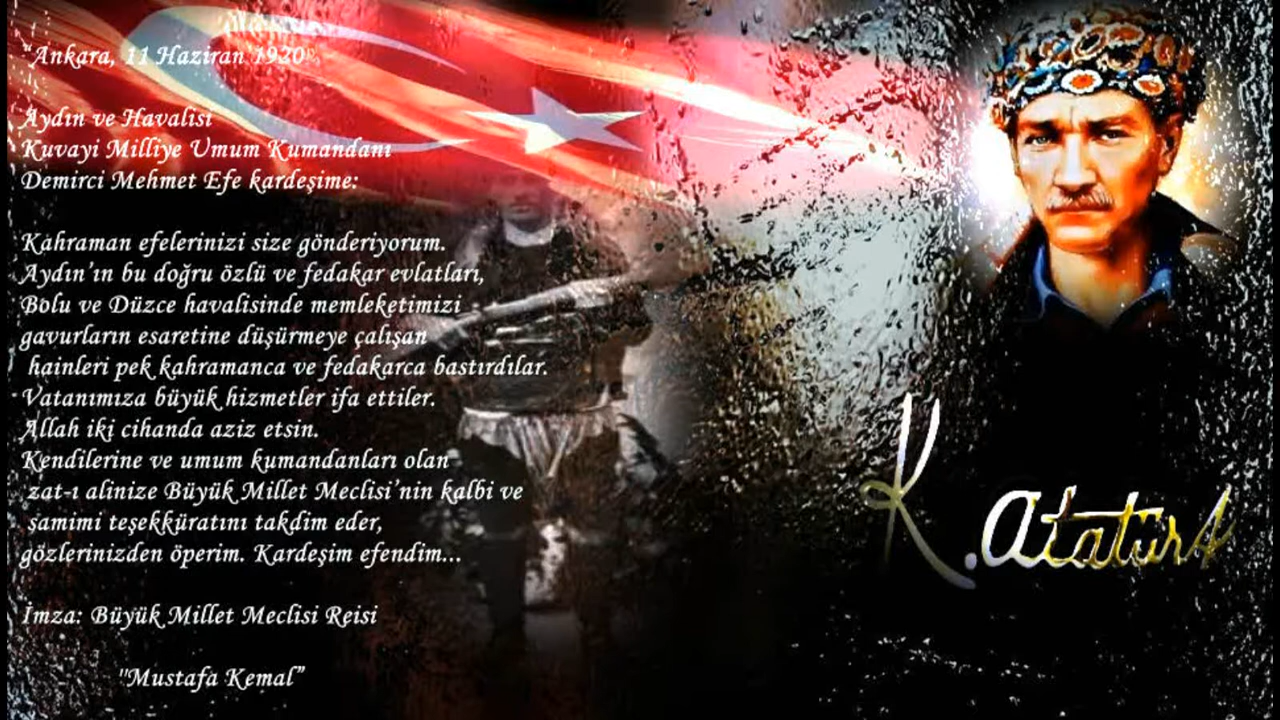 "Ankara, 11 Haziran 1920"
Aydın ve Havalisi
Kuvayi Milliye Umum Kumandanı
Demirci Mehmet Efe kardeşime:
Kahraman efelerinizi size gönderiyorum.
Aydın'ın bu doğru özlü ve fedakar evlatları,
Bolu ve Düzce havalisinde memleketimizi
gavurların esaretine düşürmeye çalışan
hainleri pek kahramanca ve fedakarca bastırdılar.
Vatanımıza büyük hizmetler ifa ettiler.
Allah iki cihanda aziz etsin.
Kendilerine ve umum kumandanları olan
zat-ı alinize Büyük Millet Meclisi'nin kalbi ve
samimi teşekküratını takdim eder,
gözlerinizden öperim. Kardeşim efendim...
İmza: Büyük Millet Meclisi Reisi
"Mustafa Kemal"
K. Atatürk